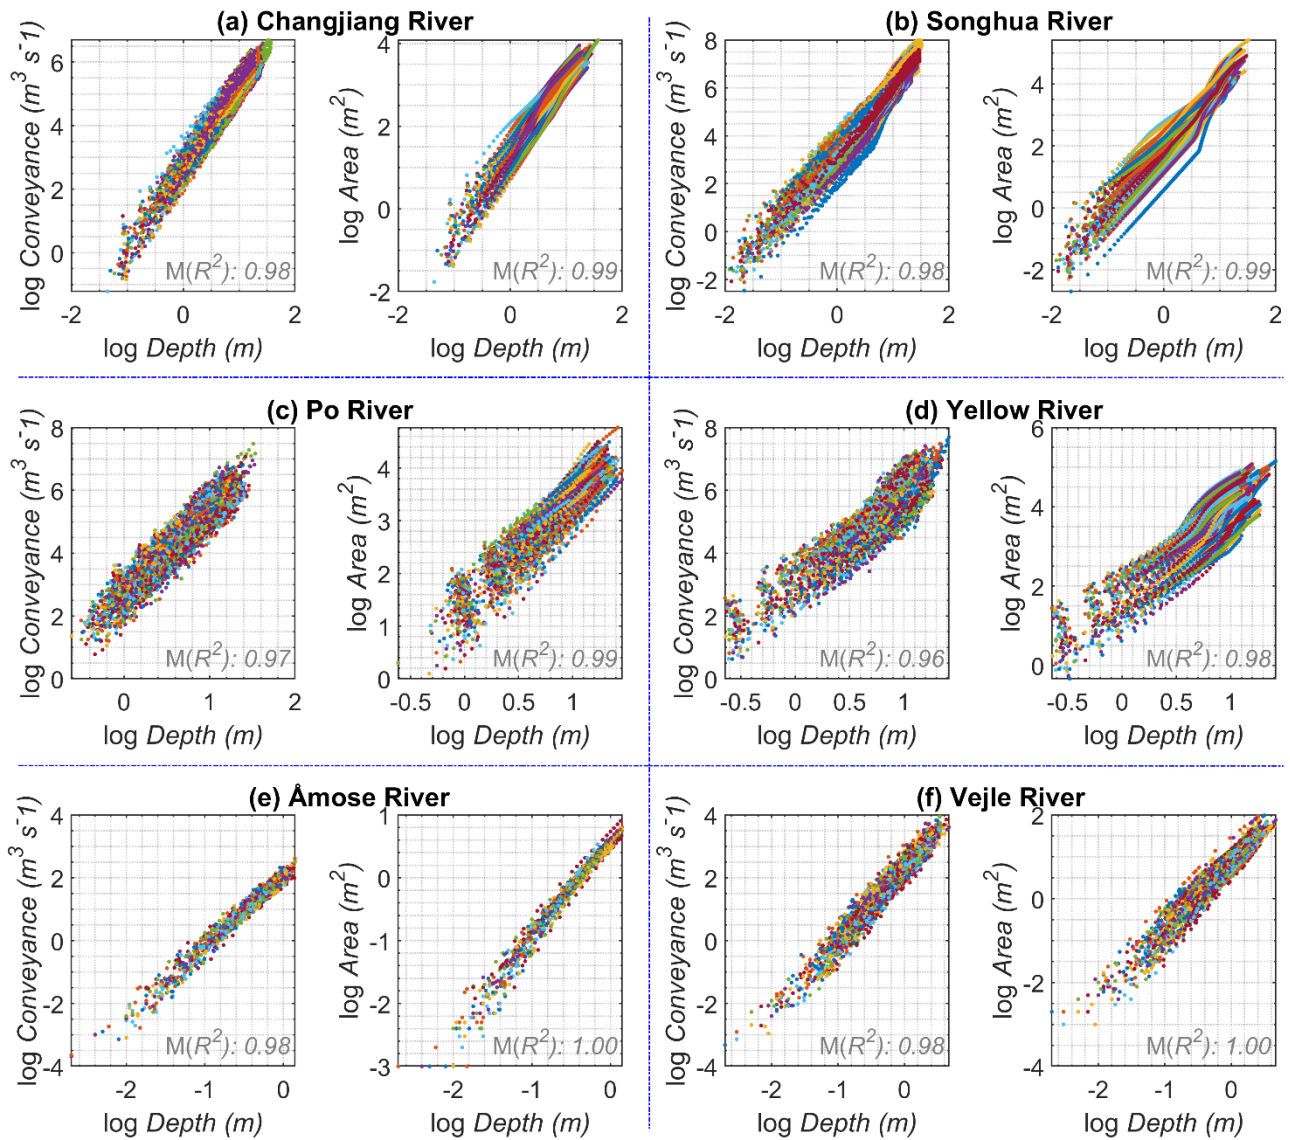 (a) Changjiang River
log Conveyance (m³ s⁻¹)
6
4
2
0
-2
0
2
M(R²): 0.98
log Depth (m)
log Area (m²)
4
2
0
-2
-2
0
2
M(R²): 0.99
log Depth (m)
(b) Songhua River
log Conveyance (m³ s⁻¹)
8
6
4
2
0
-2
-2
0
2
M(R²): 0.98
log Depth (m)
log Area (m²)
4
2
0
-2
-2
0
2
M(R²): 0.99
log Depth (m)
(c) Po River
log Conveyance (m³ s⁻¹)
8
6
4
2
0
0
1
2
M(R²): 0.97
log Depth (m)
log Area (m²)
4
3
2
1
0
-0.5
0
0.5
1
M(R²): 0.99
log Depth (m)
(d) Yellow River
log Conveyance (m³ s⁻¹)
8
6
4
2
0
-0.5
0
0.5
1
M(R²): 0.96
log Depth (m)
log Area (m²)
6
4
2
0
-0.5
0
0.5
1
M(R²): 0.98
log Depth (m)
(e) Åmose River
log Conveyance (m³ s⁻¹)
4
2
0
-2
-4
-2
-1
0
M(R²): 0.98
log Depth (m)
log Area (m²)
1
0
-1
-2
-3
-2
-1
0
M(R²): 1.00
log Depth (m)
(f) Vejle River
log Conveyance (m³ s⁻¹)
4
2
0
-2
-4
-2
-1
0
M(R²): 0.98
log Depth (m)
log Area (m²)
2
0
-2
-4
-2
-1
0
M(R²): 1.00
log Depth (m)